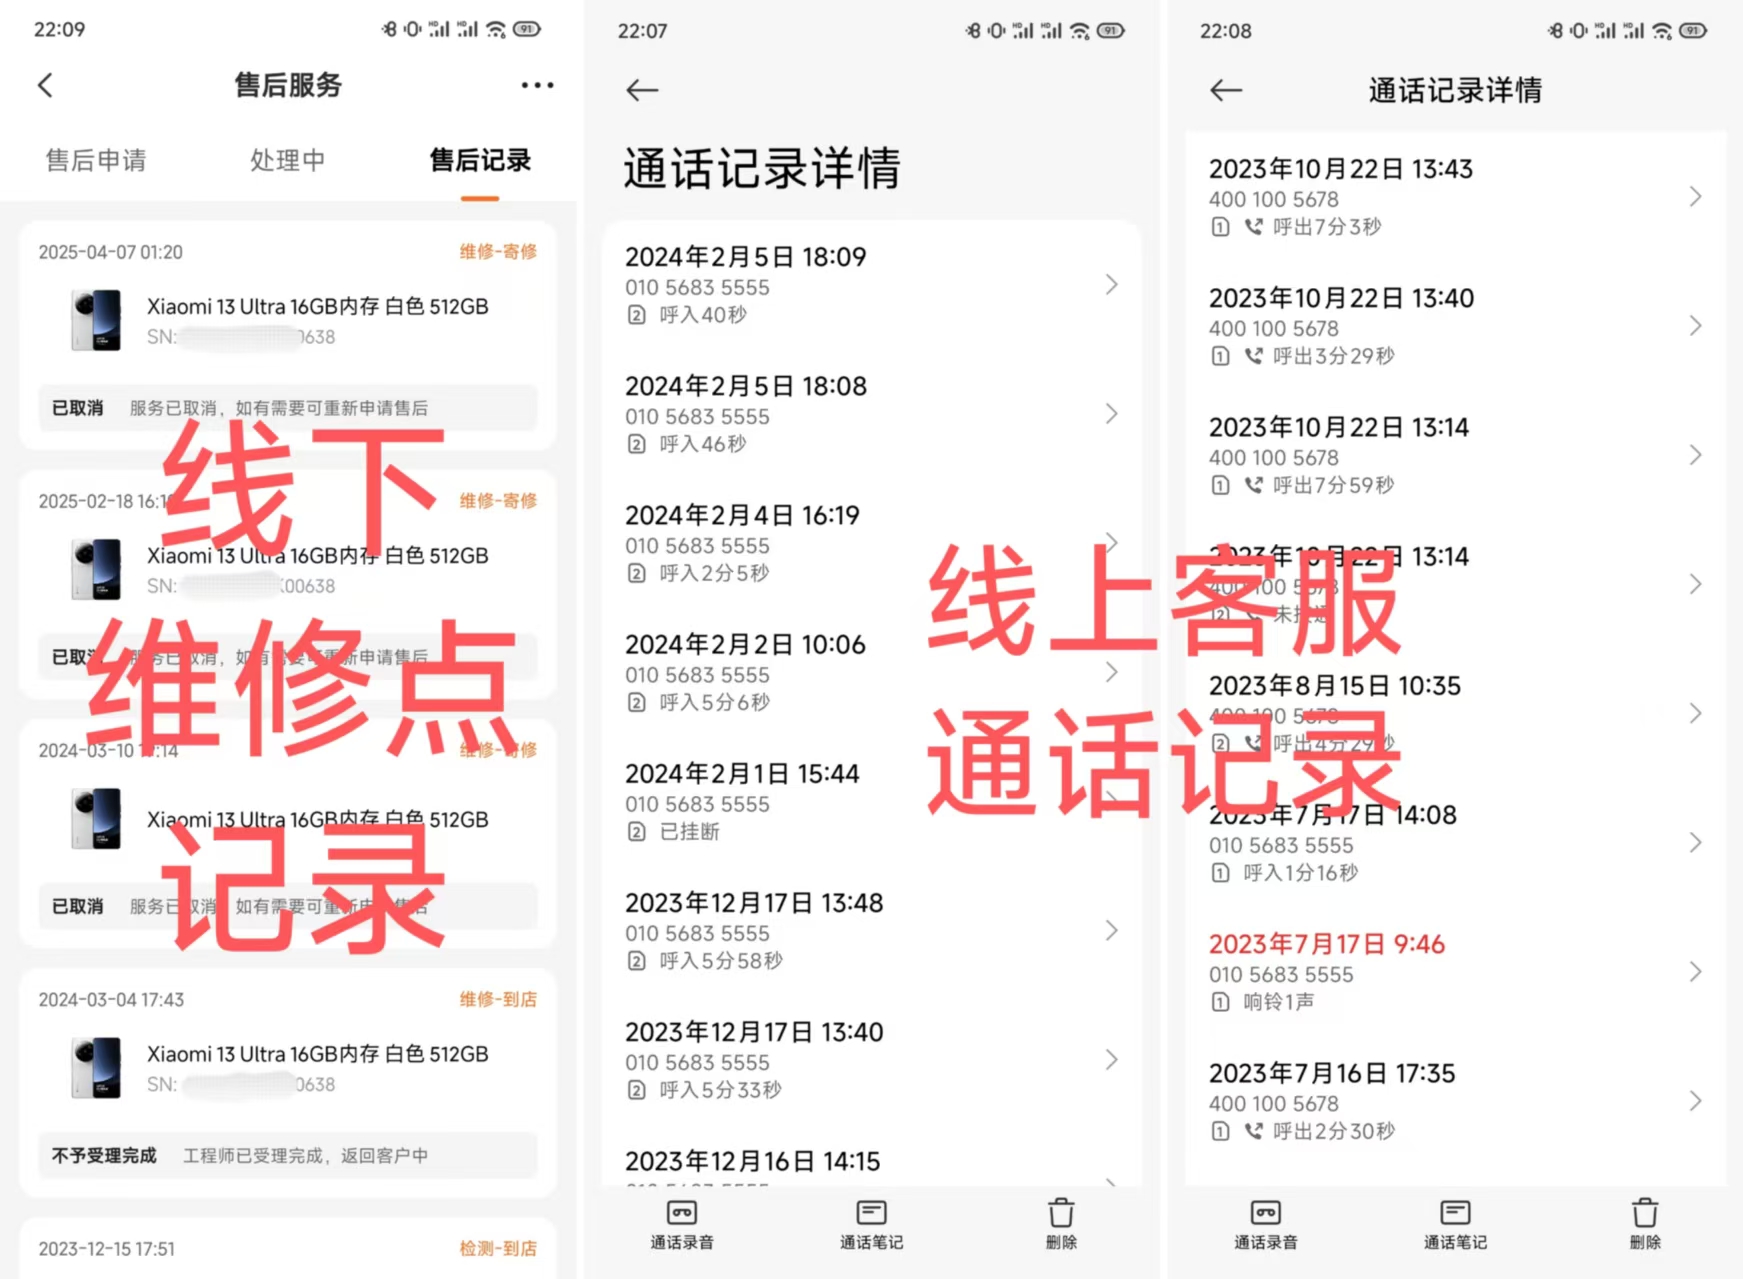 22:09
91
售后服务
售后申请 处理中 售后记录
2025-04-07 01:20 维修-寄修
Xiaomi 13 Ultra 16GB内存 白色 512GB
SN: 0638
已取消 服务已取消，如有需要可重新申请售后
2025-02-18 16:1 维修-寄修
Xiaomi 13 Ultra 16GB内存 白色 512GB
SN: 00638
已取消 服务已取消，如有需要可重新申请售后
2024-03-10 1:14 维修-寄修
Xiaomi 13 Ultra 16GB内存 白色 512GB
已取消 服务已取消，如有需要可重新申请售后
2024-03-04 17:43 维修-到店
Xiaomi 13 Ultra 16GB内存 白色 512GB
SN: 0638
不予受理完成 工程师已受理完成，返回客户中
2023-12-15 17:51 检测-到店
线下
维修点
记录
22:07
91
通话记录详情
2024年2月5日 18:09
010 5683 5555
2 呼入40秒
2024年2月5日 18:08
010 5683 5555
2 呼入46秒
2024年2月4日 16:19
010 5683 5555
2 呼入2分5秒
2024年2月2日 10:06
010 5683 5555
2 呼入5分6秒
2024年2月1日 15:44
010 5683 5555
2 已挂断
2023年12月17日 13:48
010 5683 5555
2 呼入5分58秒
2023年12月17日 13:40
010 5683 5555
2 呼入5分33秒
2023年12月16日 14:15
010 5683 5555
通话录音 通话笔记 删除
线上客服
通话记录
22:08
91
通话记录详情
2023年10月22日 13:43
400 100 5678
1 呼出7分3秒
2023年10月22日 13:40
400 100 5678
1 呼出3分29秒
2023年10月22日 13:14
400 100 5678
1 呼出7分59秒
2023年10月22日 13:14
400 100 5678
2 未接通
2023年8月15日 10:35
400 100 5678
2 呼出4分29秒
2023年7月17日 14:08
010 5683 5555
1 呼入1分16秒
2023年7月17日 9:46
010 5683 5555
1 响铃1声
2023年7月16日 17:35
400 100 5678
1 呼出2分30秒
通话录音 通话笔记 删除